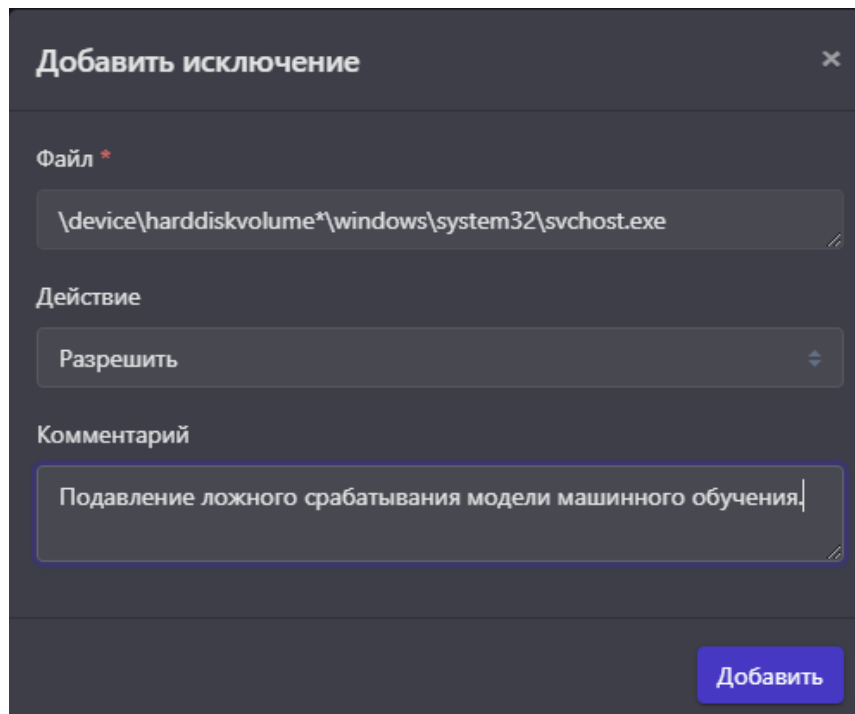 Добавить исключение ×
Файл *
\device\harddiskvolume*\windows\system32\svchost.exe
Действие
Разрешить
Комментарий
Подавление ложного срабатывания модели машинного обучения.
Добавить